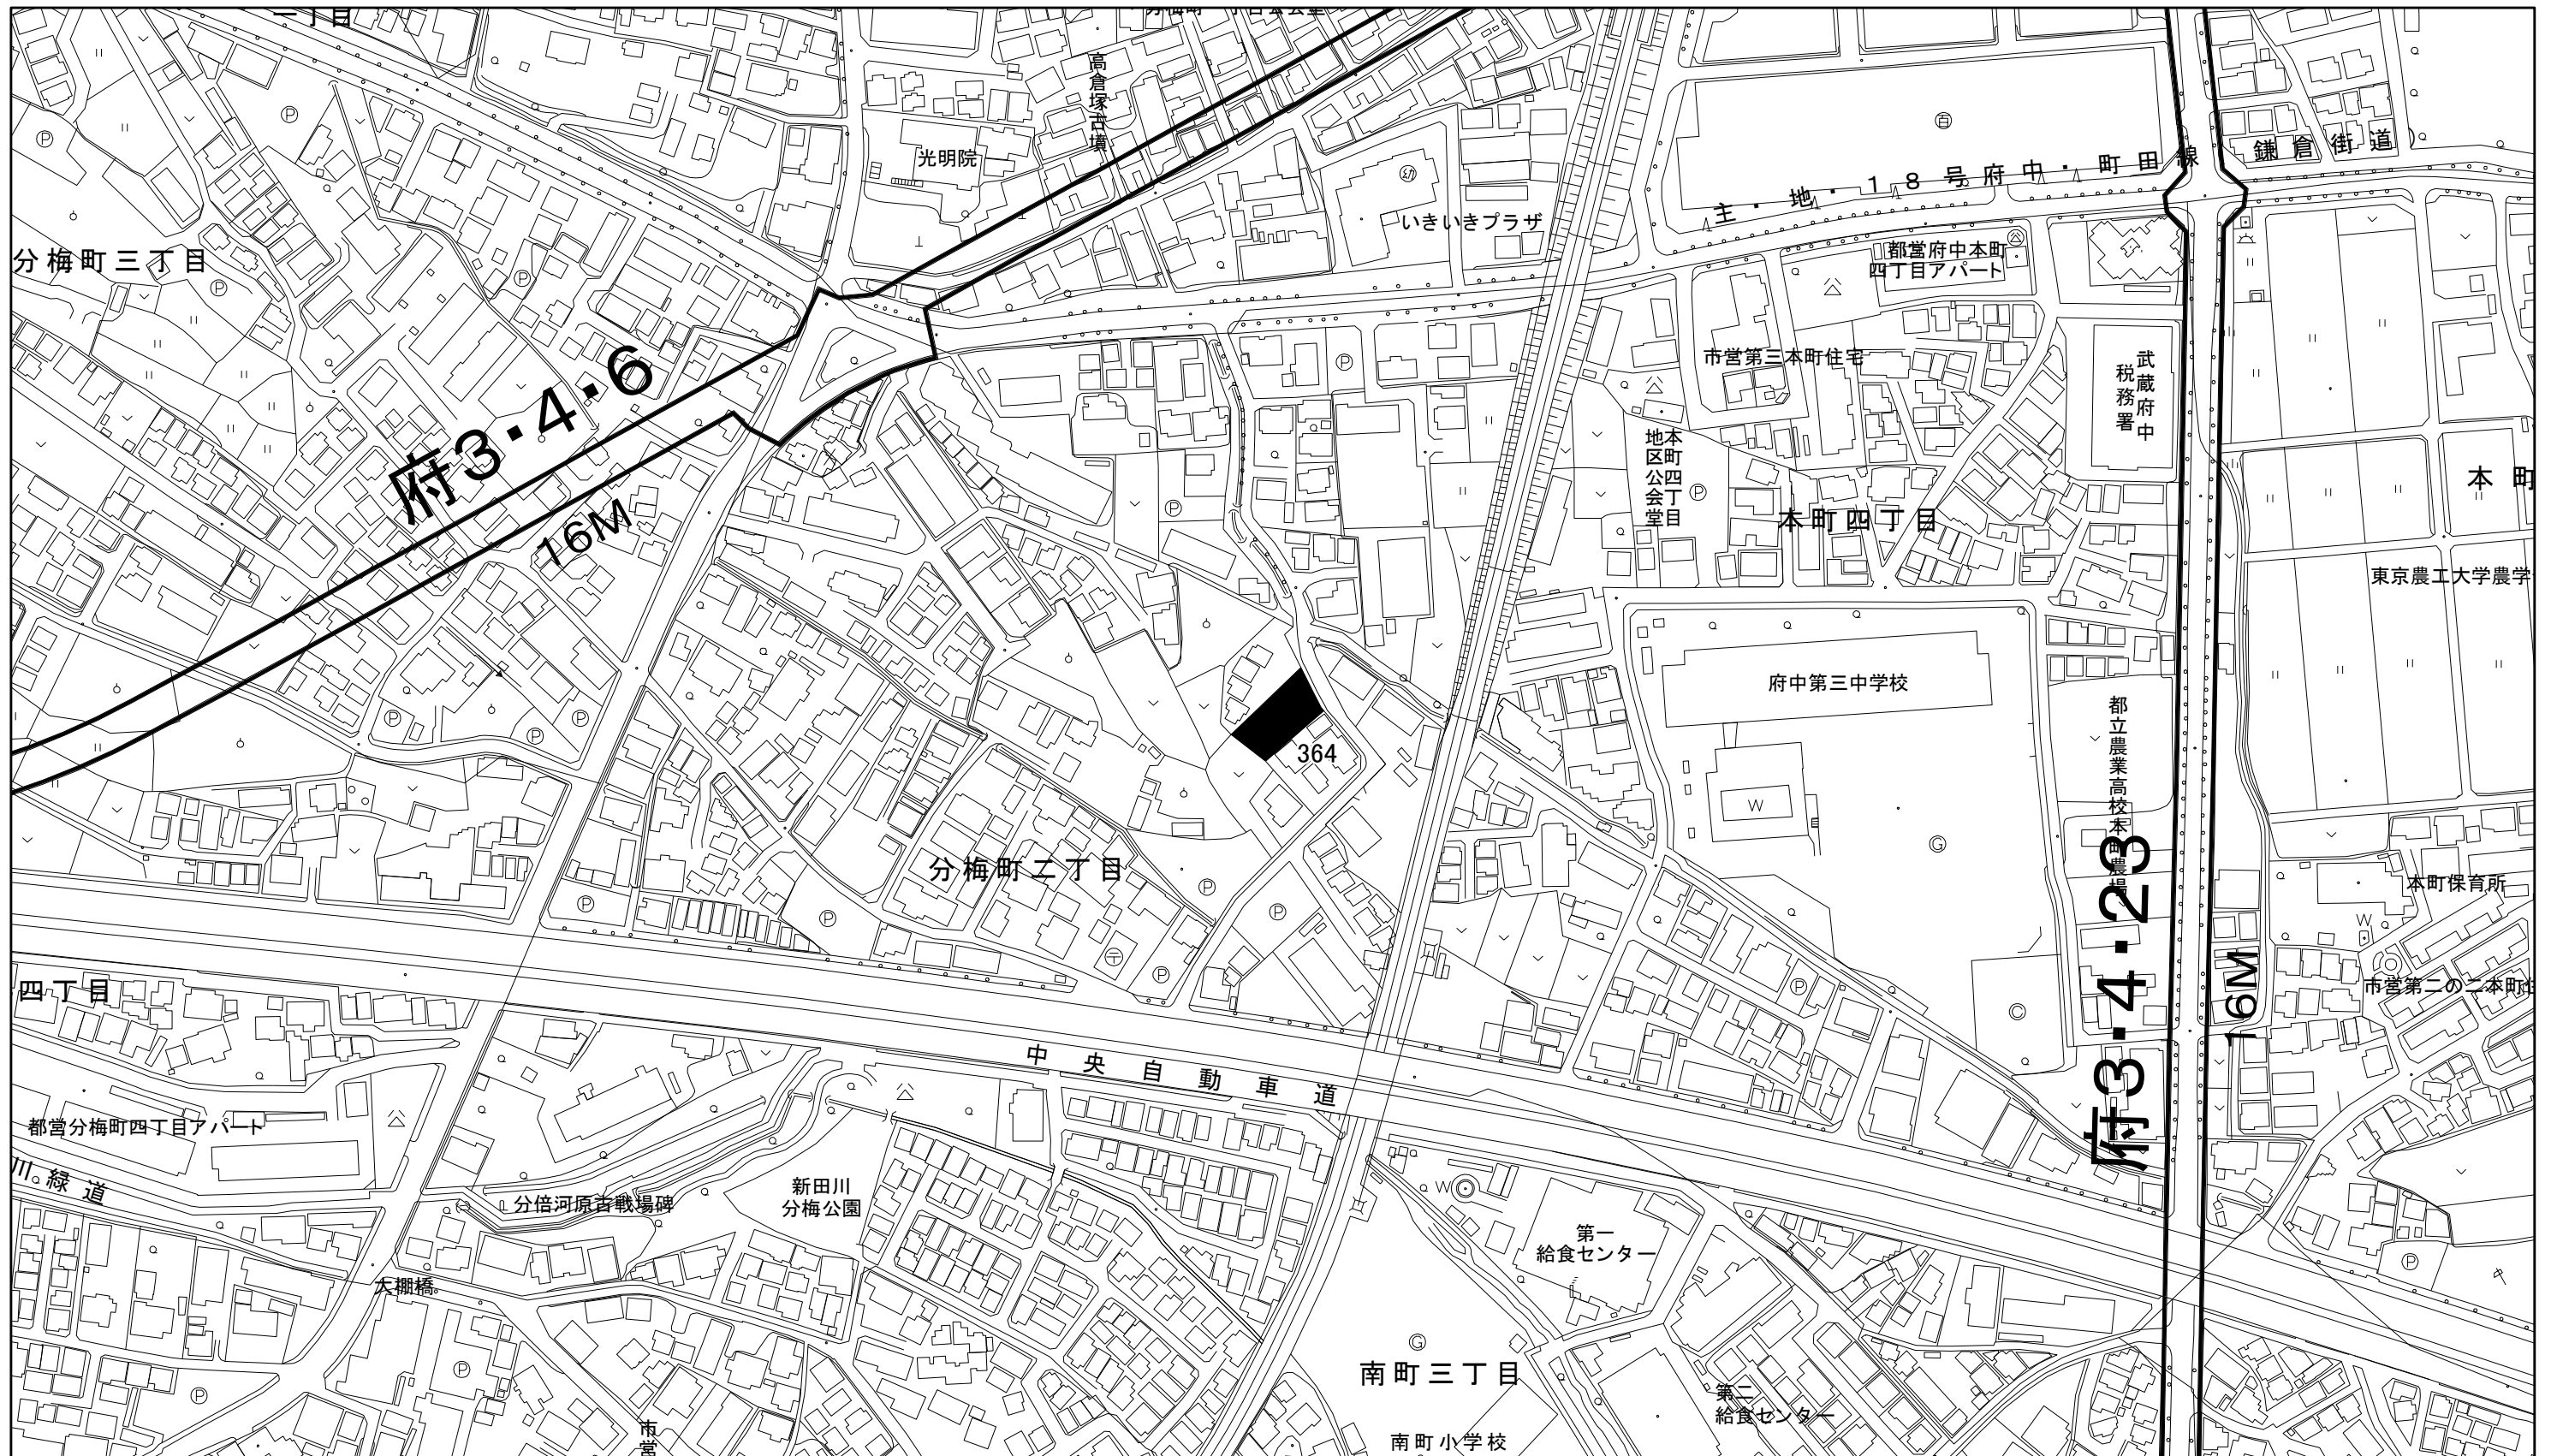 一丁目
高倉塚古墳
光明院
いきいきプラザ
主・地・18号府中・町田線
鎌倉街道
分梅町三丁目
都営府中本町
四丁目アパート
府3・4・6
16M
市営第三本町住宅
武蔵府中
税務署
本町四丁目
地区公会堂
本町四丁目
本町
東京農工大学農学
府中第三中学校
都立農業高校本町農場
364
分梅町二丁目
本町保育所
府3・4・23
16M
市営第二の二本町住
四丁目
中央自動車道
都営分梅町四丁目アパート
川緑道
分倍河原古戦場碑
新田川
分梅公園
第一
給食センター
大棚橋
南町三丁目
第二
給食センター
南町小学校
市営